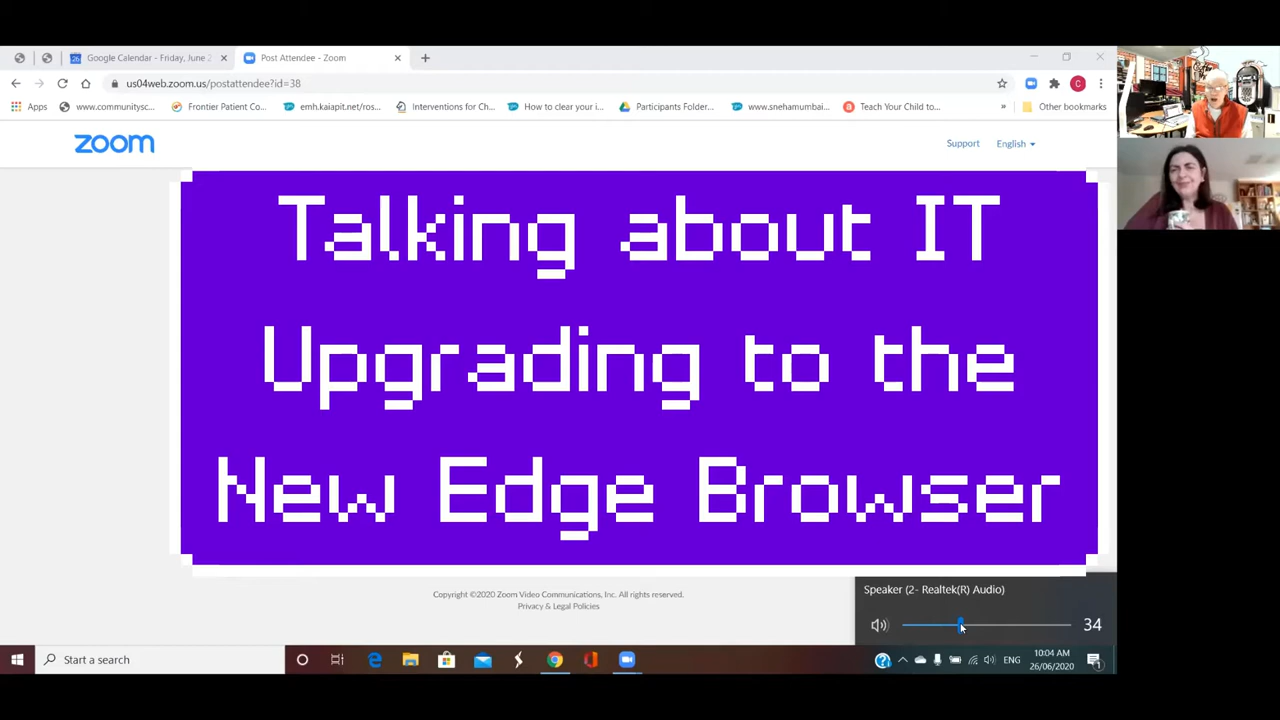 Google Calendar - Friday, June 2
Post Attendee - Zoom
us04web.zoom.us/postattendee?id=38
C
Apps
www.communitysc...
Frontier Patient Co...
emh.kaiapit.net/ros...
Interventions for Ch...
How to clear your i...
Participants Folder...
www.snehamumbai...
Teach Your Child to...
»
Other bookmarks
zoom
Support
English
Talking about IT
Upgrading to the
New Edge Browser
Copyright ©2020 Zoom Video Communications, Inc. All rights reserved.
Privacy & Legal Policies
Speaker (2- Realtek(R) Audio)
34
Start a search
ENG
10:04 AM
26/06/2020
1